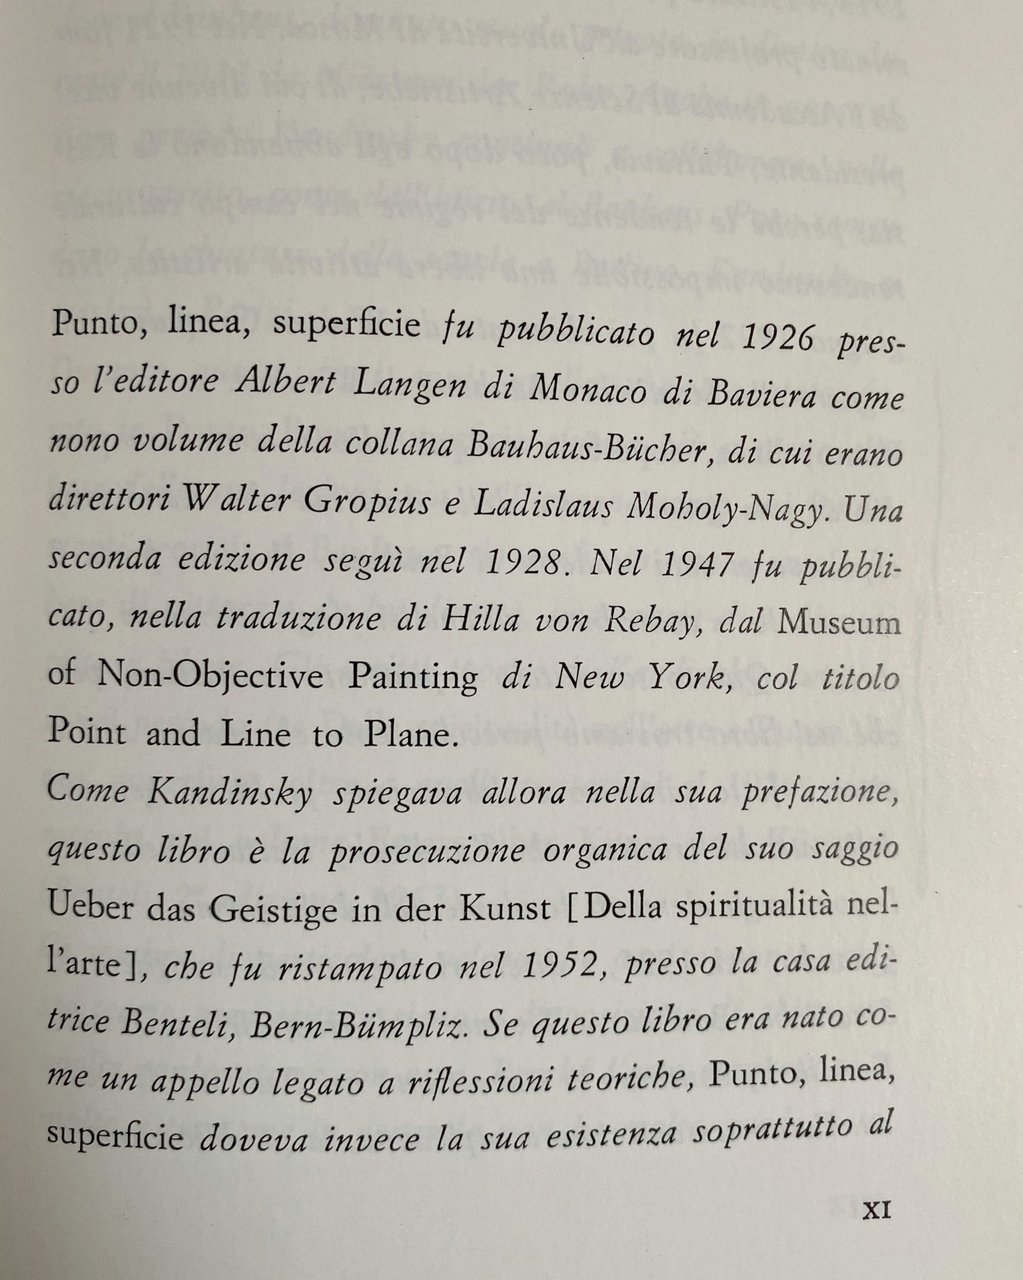 Punto, linea, superficie fu pubblicato nel 1926 pres-
so l'editore Albert Langen di Monaco di Baviera come
nono volume della collana Bauhaus-Bücher, di cui erano
direttori Walter Gropius e Ladislaus Moholy-Nagy. Una
seconda edizione seguì nel 1928. Nel 1947 fu pubbli-
cato, nella traduzione di Hilla von Rebay, dal Museum
of Non-Objective Painting di New York, col titolo
Point and Line to Plane.
Come Kandinsky spiegava allora nella sua prefazione,
questo libro è la prosecuzione organica del suo saggio
Ueber das Geistige in der Kunst [Della spiritualità nel-
l'arte], che fu ristampato nel 1952, presso la casa edi-
trice Benteli, Bern-Bümpliz. Se questo libro era nato co-
me un appello legato a riflessioni teoriche, Punto, linea,
superficie doveva invece la sua esistenza soprattutto al
XI